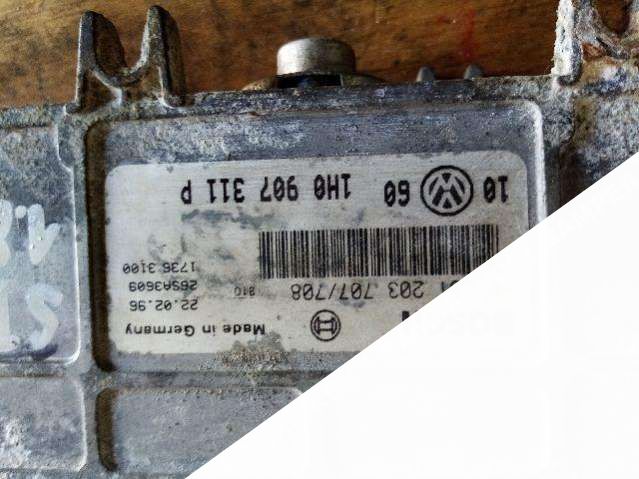 Made in Germany
22.02.96
203 707/708 810 26SA3609
1736.3100
10 60 1H0 907 311 P